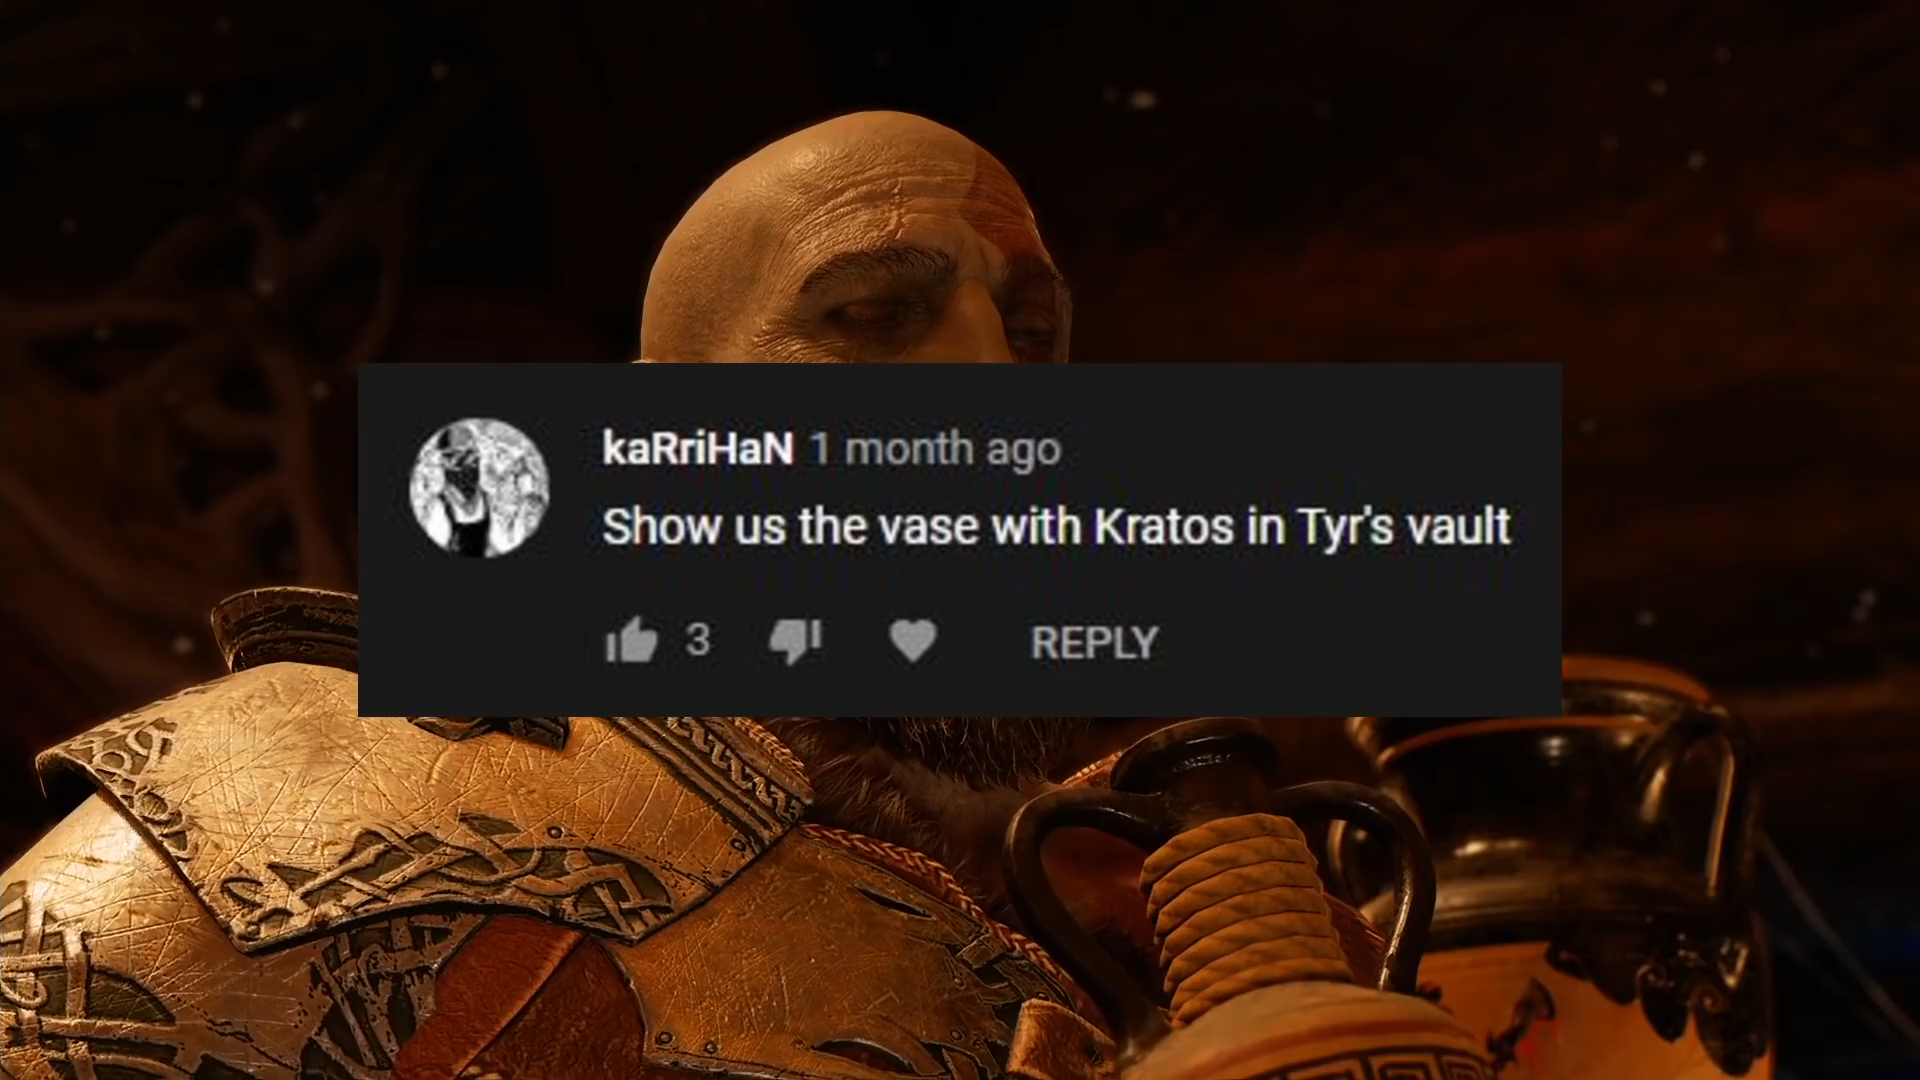 kaRriHaN 1 month ago
Show us the vase with Kratos in Tyr's vault
3 REPLY